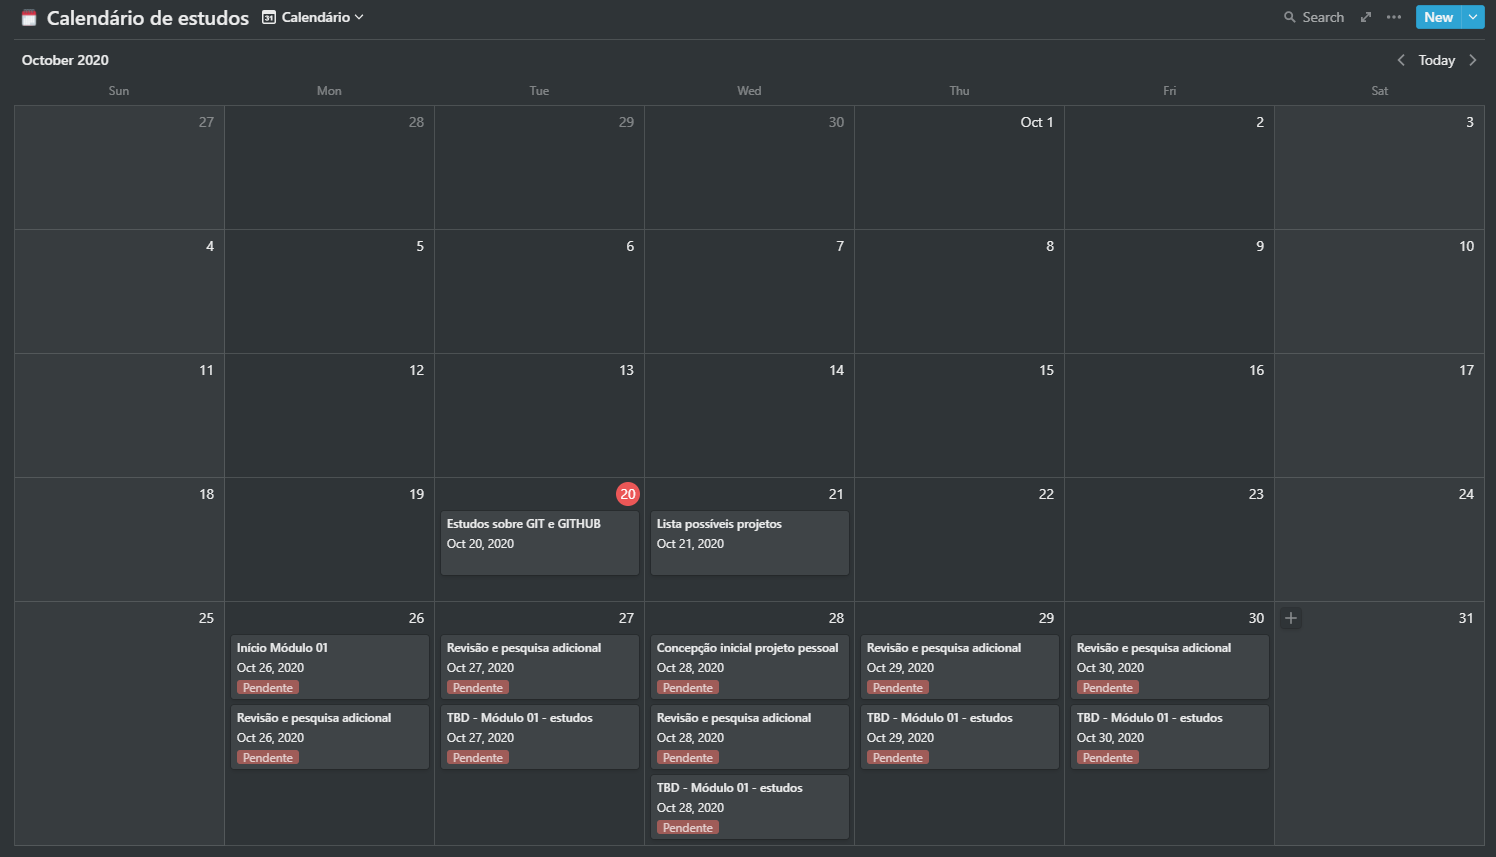 Calendário de estudos
31 Calendário
Search
New
October 2020
Today
Sun Mon Tue Wed Thu Fri Sat
27 28 29 30 Oct 1 2 3
4 5 6 7 8 9 10
11 12 13 14 15 16 17
18 19 20 21 22 23 24
Estudos sobre GIT e GITHUB
Oct 20, 2020
Lista possíveis projetos
Oct 21, 2020
25 26 27 28 29 30 31
Início Módulo 01
Oct 26, 2020
Pendente
Revisão e pesquisa adicional
Oct 26, 2020
Pendente
Revisão e pesquisa adicional
Oct 27, 2020
Pendente
TBD - Módulo 01 - estudos
Oct 27, 2020
Pendente
Concepção inicial projeto pessoal
Oct 28, 2020
Pendente
Revisão e pesquisa adicional
Oct 28, 2020
Pendente
TBD - Módulo 01 - estudos
Oct 28, 2020
Pendente
Revisão e pesquisa adicional
Oct 29, 2020
Pendente
TBD - Módulo 01 - estudos
Oct 29, 2020
Pendente
Revisão e pesquisa adicional
Oct 30, 2020
Pendente
TBD - Módulo 01 - estudos
Oct 30, 2020
Pendente